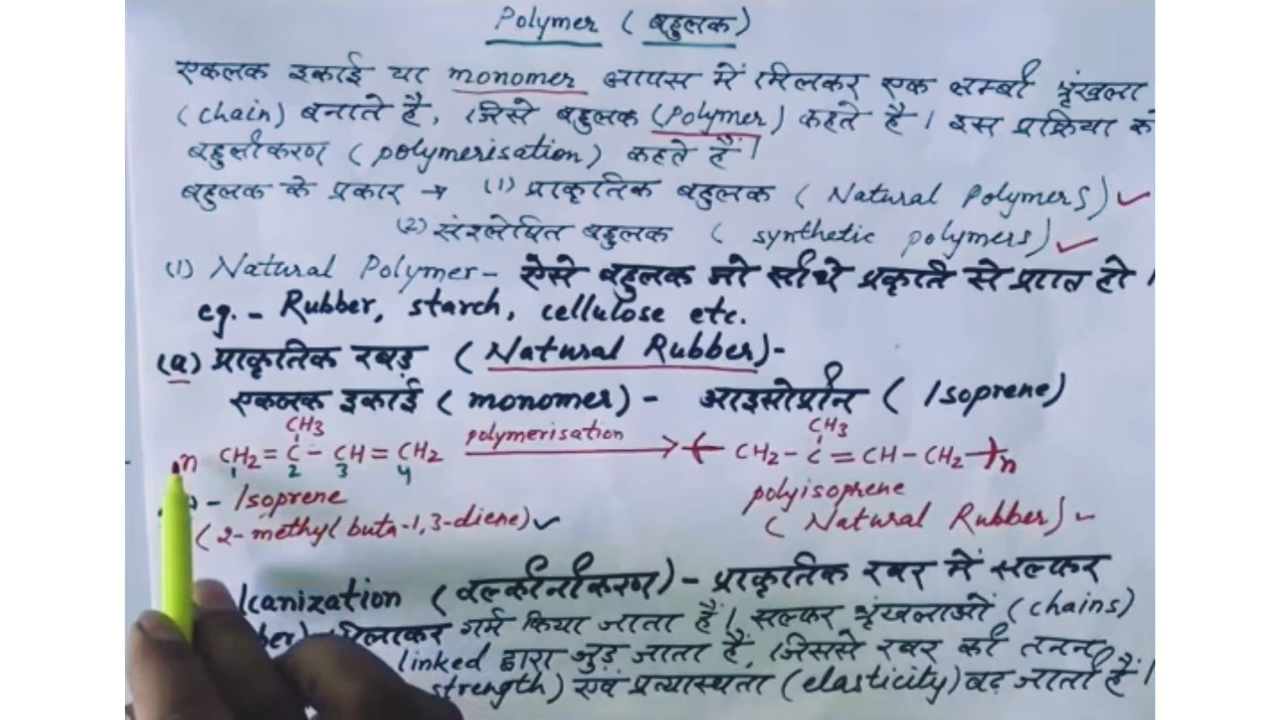 Polymer (बहुलक)
एकलक इकाई या monomer आपस में मिलकर एक लम्बी श्रृंखला
(chain) बनाते है, जिसे बहुलक (polymer) कहते है। इस प्रक्रिया को
बहुलीकरण (polymerisation) कहते हैं।
बहुलक के प्रकार → (1) प्राकृतिक बहुलक ( Natural Polymers) ✓
(2) संश्लेषित बहुलक ( synthetic polymers) ✓
(1) Natural Polymer - ऐसे बहुलक जो सीधे प्रकृति से प्राप्त हो।
eg. - Rubber, starch, cellulose etc.
(a) प्राकृतिक रबड़ (Natural Rubber)-
एकलक इकाई (monomer) - आइसोप्रीन ( Isoprene)
CH3 CH3
n CH2 = C - CH = CH2 polymerisation → ( CH2 - C = CH - CH2 )n
1 2 3 4
- Isoprene polyisophene
(2-methyl buta-1,3-diene) ✓ ( Natural Rubber) ✓
lcanization (वल्कीनीकरण) - प्राकृतिक रबर में सल्फर
ber) मिलाकर गर्म किया जाता है। सल्फर श्रृंखलाओं (chains)
linked द्वारा जुड़ जाता है, जिससे रबर की तनन
strength) एवं प्रत्यास्थता (elasticity) बढ़ जाती है।